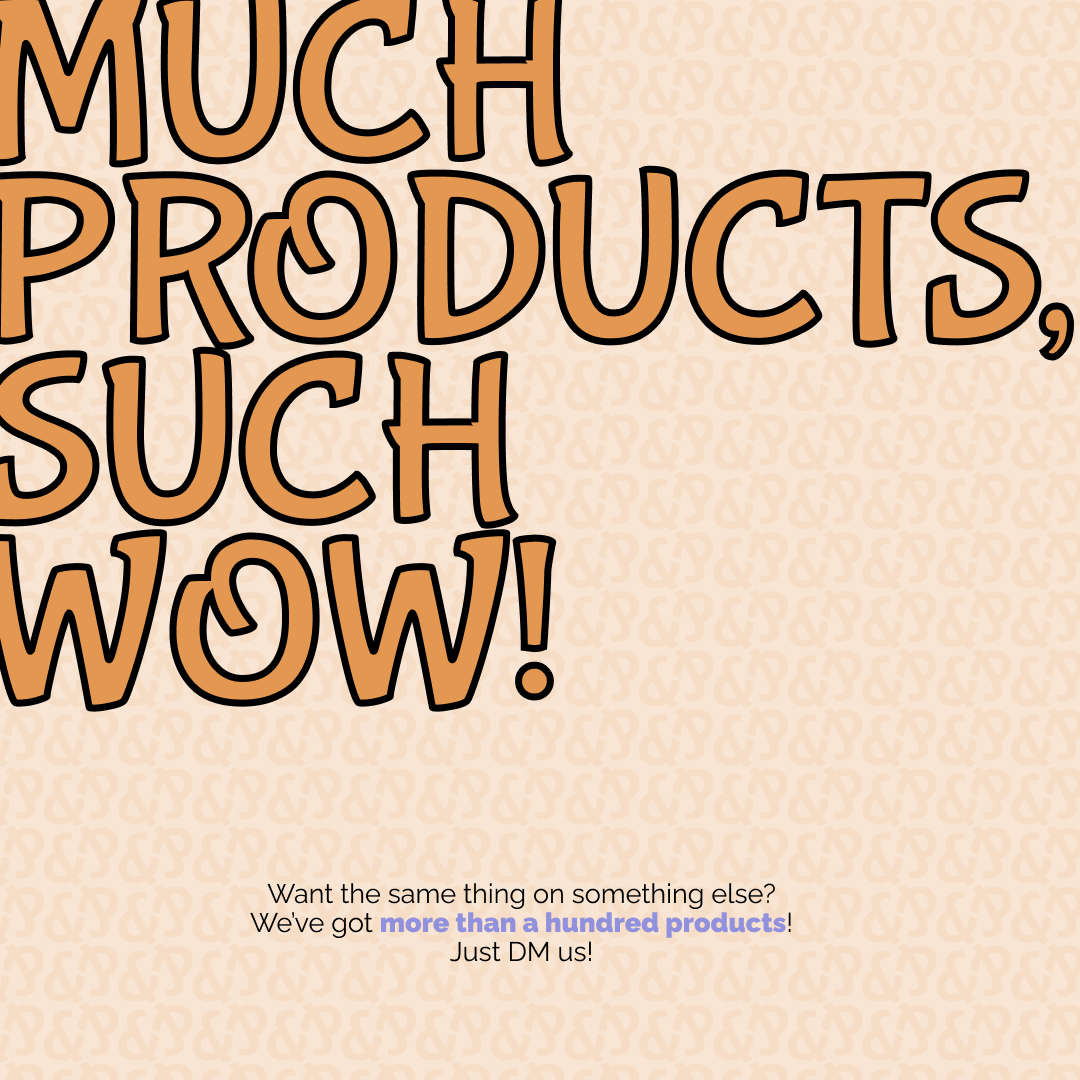 MUCH
PRODUCTS,
SUCH
WOW!
Want the same thing on something else?
We've got more than a hundred products!
Just DM us!